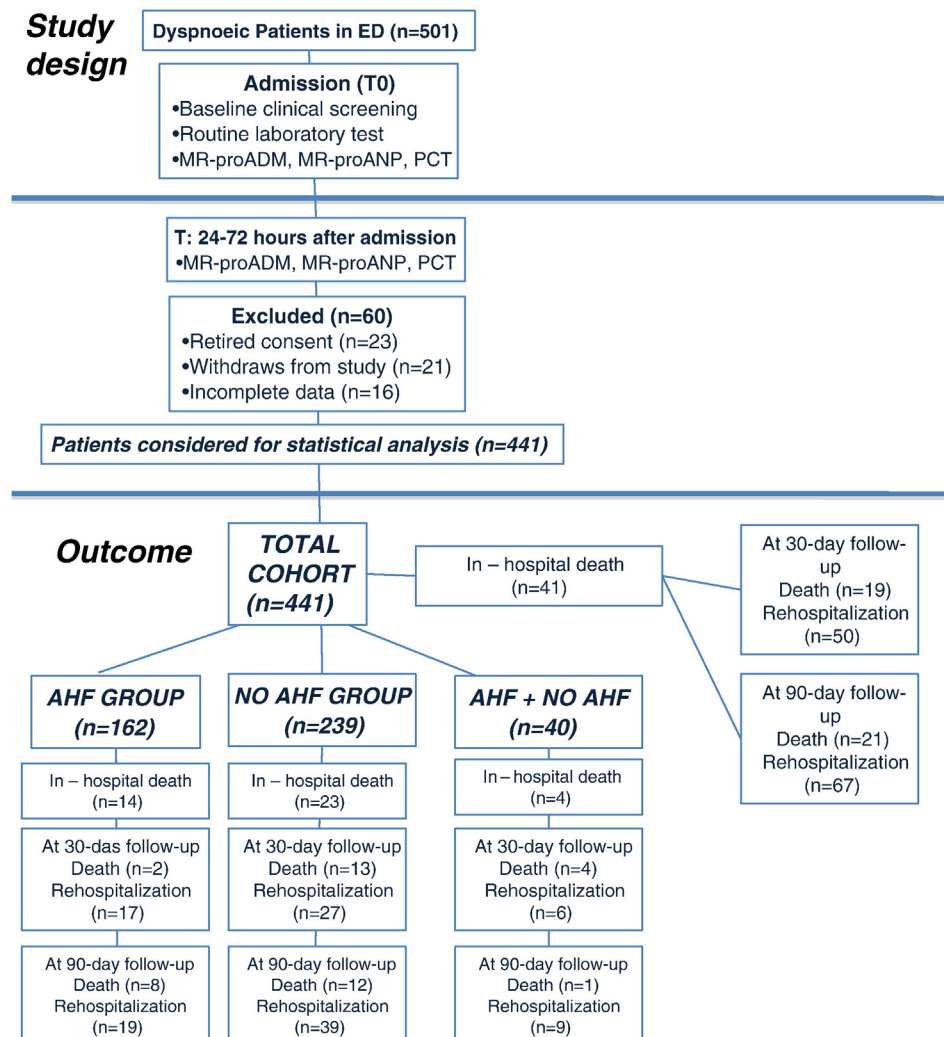 Study
design
Dyspnoeic Patients in ED (n=501)
Admission (T0)
•Baseline clinical screening
•Routine laboratory test
•MR-proADM, MR-proANP, PCT
T: 24-72 hours after admission
•MR-proADM, MR-proANP, PCT
Excluded (n=60)
•Retired consent (n=23)
•Withdraws from study (n=21)
•Incomplete data (n=16)
Patients considered for statistical analysis (n=441)
Outcome
TOTAL
COHORT
(n=441)
In – hospital death
(n=41)
At 30-day follow-
up
Death (n=19)
Rehospitalization
(n=50)
At 90-day follow-
up
Death (n=21)
Rehospitalization
(n=67)
AHF GROUP
(n=162)
In – hospital death
(n=14)
At 30-das follow-up
Death (n=2)
Rehospitalization
(n=17)
At 90-day follow-up
Death (n=8)
Rehospitalization
(n=19)
NO AHF GROUP
(n=239)
In – hospital death
(n=23)
At 30-day follow-up
Death (n=13)
Rehospitalization
(n=27)
At 90-day follow-up
Death (n=12)
Rehospitalization
(n=39)
AHF + NO AHF
(n=40)
In – hospital death
(n=4)
At 30-day follow-up
Death (n=4)
Rehospitalization
(n=6)
At 90-day follow-up
Death (n=1)
Rehospitalization
(n=9)